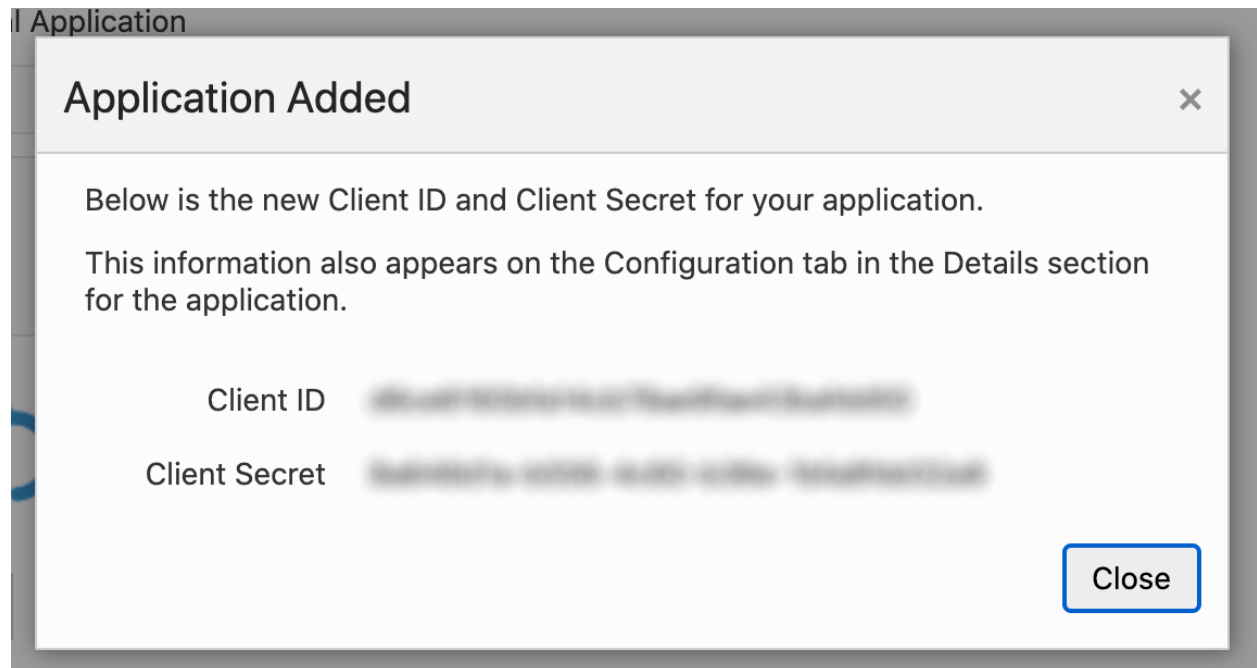 l Application
Application Added
×
Below is the new Client ID and Client Secret for your application.
This information also appears on the Configuration tab in the Details section
for the application.
Client ID
Client Secret
Close